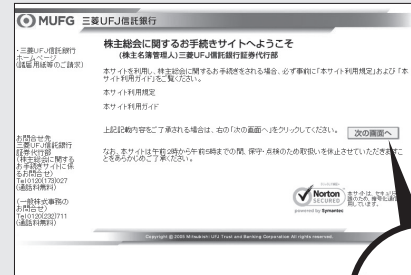 MUFG 三菱UFJ信託銀行
・三菱UFJ信託銀行
ホームページ
(諸届用紙等のご請求)
株主総会に関するお手続きサイトへようこそ
(株主名簿管理人)三菱UFJ信託銀行証券代行部
本サイトを利用し、株主総会に関するお手続きをされる場合、必ず事前に「本サイト利用規定」および「本
サイト利用ガイド」をご覧ください。
本サイト利用規定
本サイト利用ガイド
上記記載内容をご了承される場合は、右の「次の画面へ」をクリックしてください。 次の画面へ
なお、本サイトは午前2時から午前5時までの間、保守・点検のため取扱いを休止させていただきます
とをあらかじめご了承ください。
お問合せ先
三菱UFJ信託銀行
証券代行部
(株主総会に関する
お手続きサイトに係
るお問合せ)
Tel 0120(173)027
(通話料無料)
(一般株式事務の
お問合せ)
Tel 0120(232)711
(通話料無料)
Norton
SECURED
powered by Symantec
Copyright © 2005 Mitsubishi UFJ Trust and Banking Corporation All rights reserved.